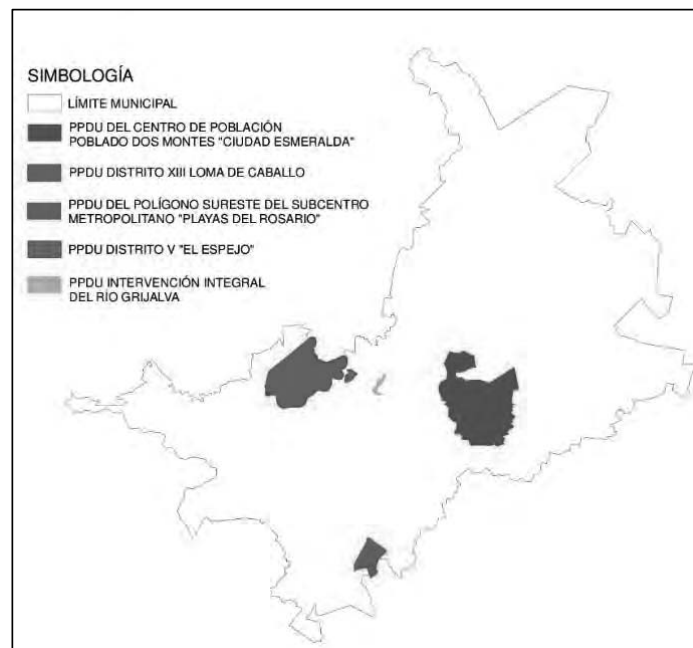 SIMBOLOGÍA
LÍMITE MUNICIPAL
PPDU DEL CENTRO DE POBLACIÓN
POBLADO DOS MONTES "CIUDAD ESMERALDA"
PPDU DISTRITO XIII LOMA DE CABALLO
PPDU DEL POLÍGONO SURESTE DEL SUBCENTRO
METROPOLITANO "PLAYAS DEL ROSARIO"
PPDU DISTRITO V "EL ESPEJO"
PPDU INTERVENCIÓN INTEGRAL
DEL RÍO GRIJALVA